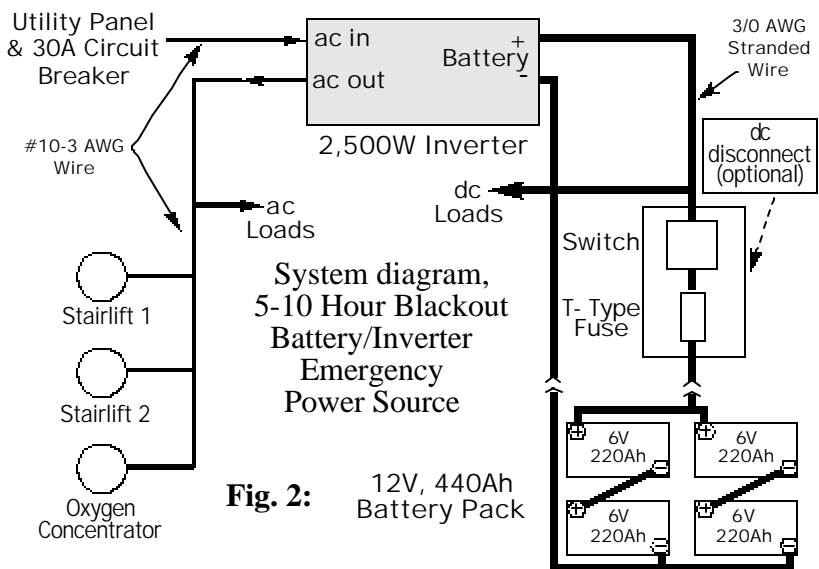 Utility Panel
& 30A Circuit
Breaker
ac in
ac out
Battery
+
-
2,500W Inverter
3/0 AWG
Stranded
Wire
#10-3 AWG
Wire
dc
disconnect
(optional)
ac
Loads
dc
Loads
Switch
T- Type
Fuse
Stairlift 1
Stairlift 2
Oxygen
Concentrator
System diagram,
5-10 Hour Blackout
Battery/Inverter
Emergency
Power Source
Fig. 2:
12V, 440Ah
Battery Pack
+
6V
220Ah
-
+
6V
220Ah
-
+
6V
220Ah
-
+
6V
220Ah
-